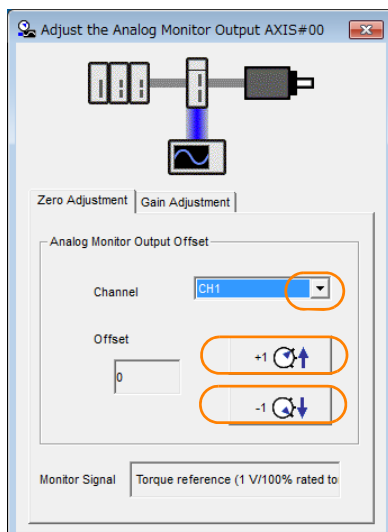 Adjust the Analog Monitor Output AXIS#00
Zero Adjustment Gain Adjustment
Analog Monitor Output Offset
Channel CH1
Offset
0
+1
-1
Monitor Signal Torque reference (1 V/100% rated to